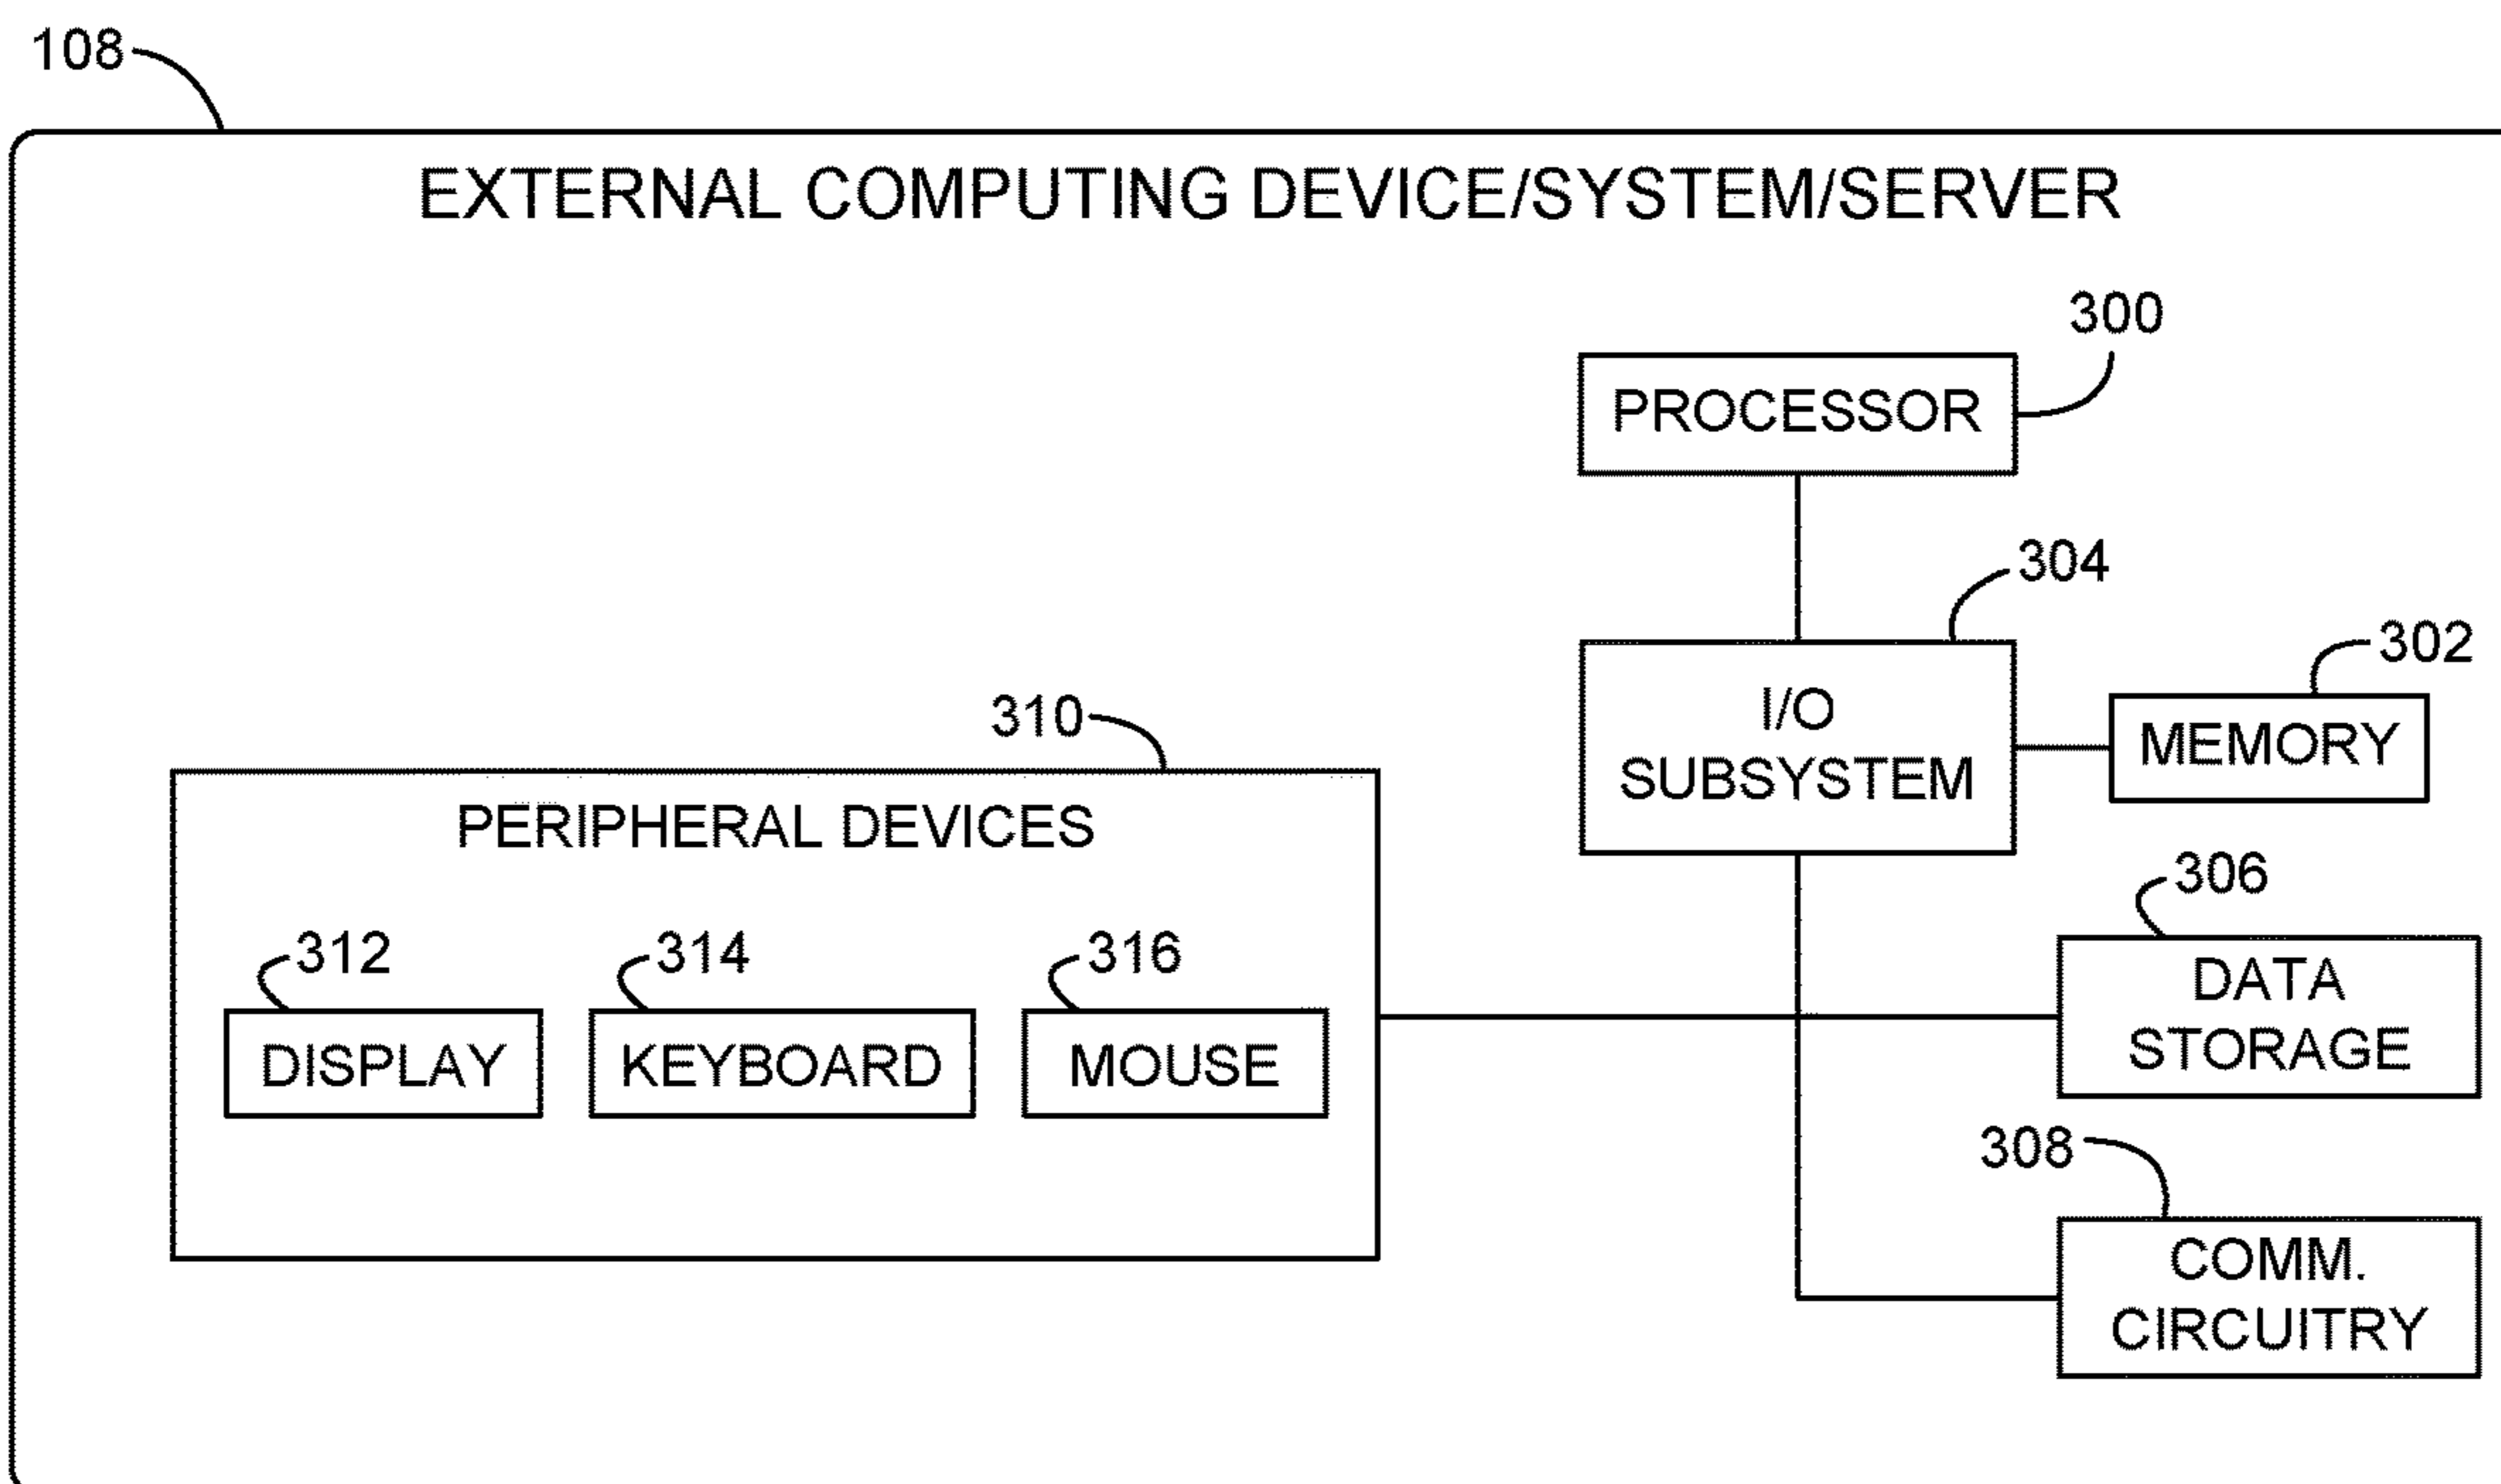 108
EXTERNAL COMPUTING DEVICE/SYSTEM/SERVER
300
PROCESSOR
304
I/O
SUBSYSTEM
302
MEMORY
310
PERIPHERAL DEVICES
312
DISPLAY
314
KEYBOARD
316
MOUSE
306
DATA
STORAGE
308
COMM.
CIRCUITRY